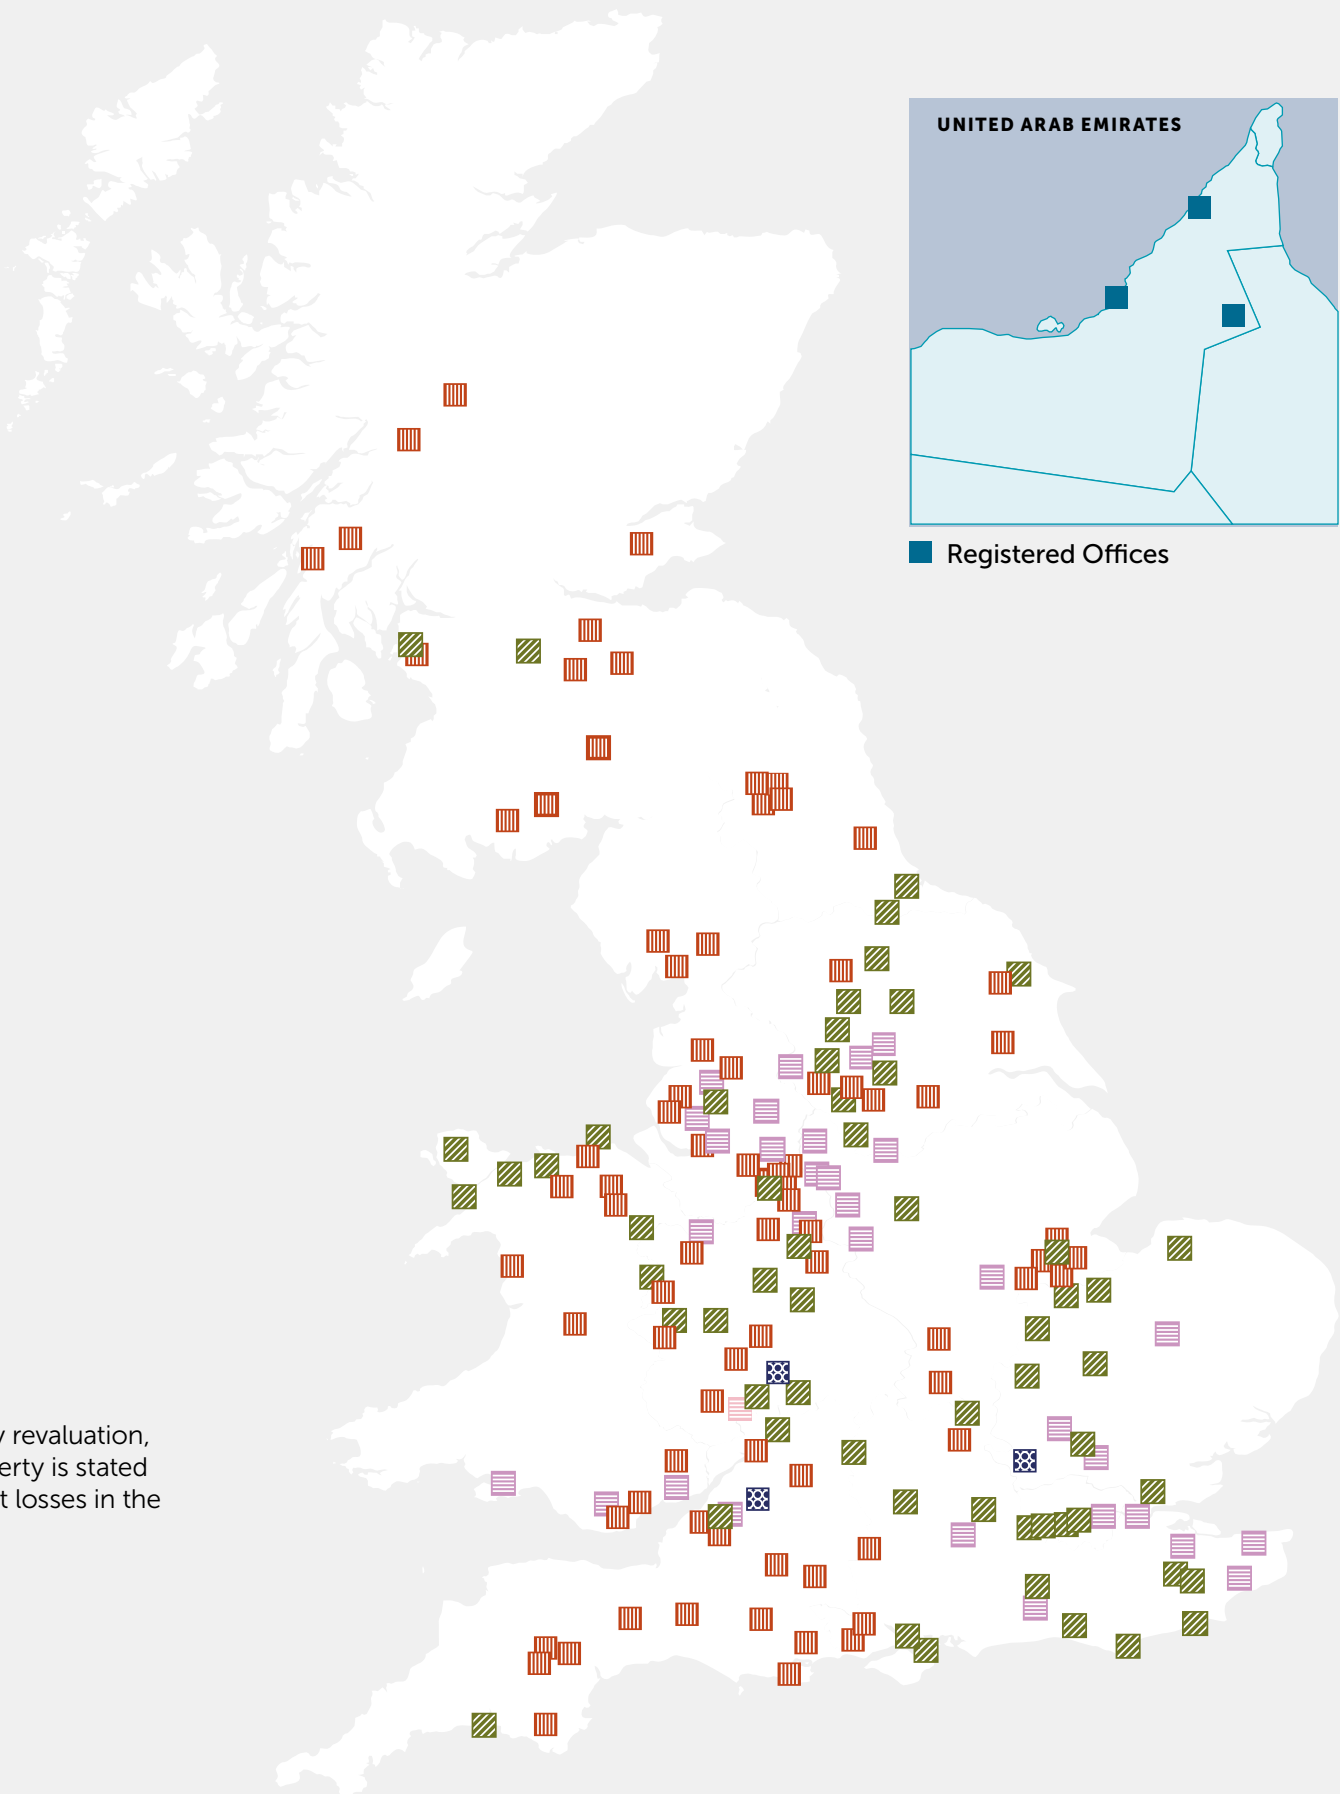 UNITED ARAB EMIRATES
Registered Offices
y revaluation,
erty is stated
t losses in the